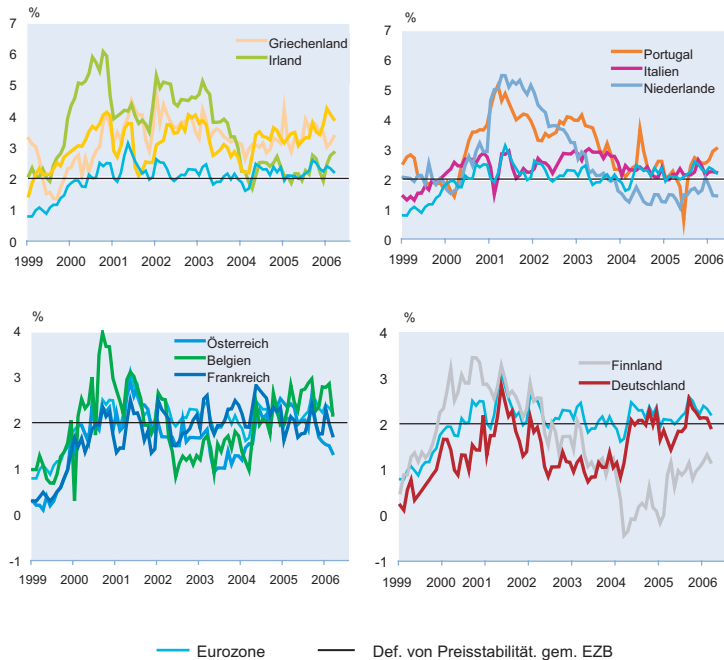 %
7
6
5
4
3
2
1
0
1999 2000 2001 2002 2003 2004 2005 2006
Griechenland
Irland
%
7
6
5
4
3
2
1
0
1999 2000 2001 2002 2003 2004 2005 2006
Portugal
Italien
Niederlande
%
4
3
2
1
0
-1
1999 2000 2001 2002 2003 2004 2005 2006
Österreich
Belgien
Frankreich
%
4
3
2
1
0
-1
1999 2000 2001 2002 2003 2004 2005 2006
Finnland
Deutschland
Eurozone Def. von Preisstabilität. gem. EZB